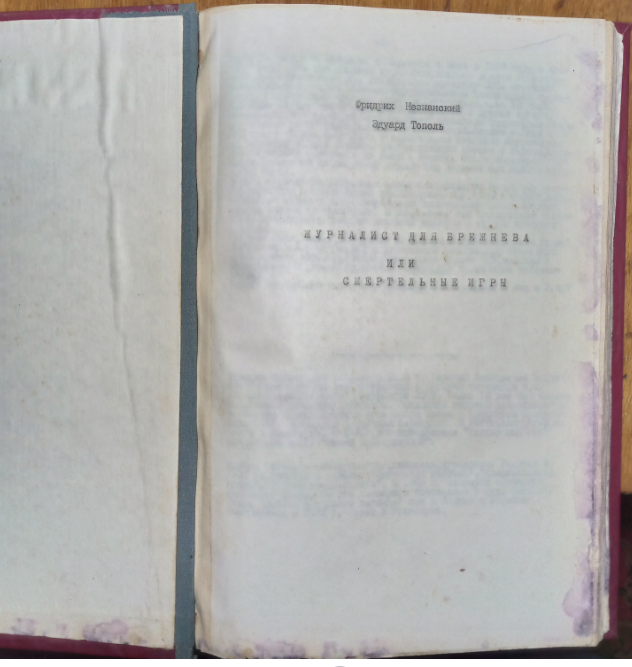 Фридрих Незнанский
Эдуард Тополь
ЖУРНАЛИСТ ДЛЯ БРЕЖНЕВА
ИЛИ
СМЕРТЕЛЬНЫЕ ИГРЫ